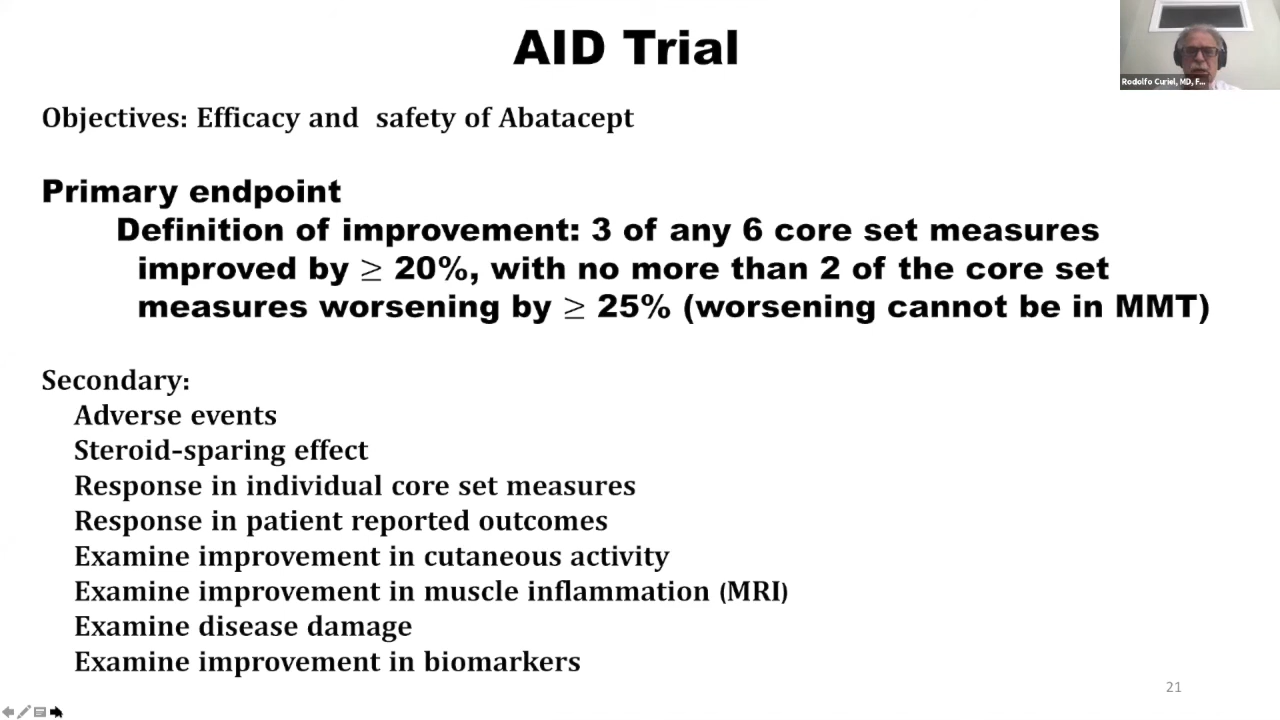 AID Trial
Rodolfo Curiel, MD, F...
Objectives: Efficacy and safety of Abatacept
Primary endpoint
Definition of improvement: 3 of any 6 core set measures
improved by ≥ 20%, with no more than 2 of the core set
measures worsening by ≥ 25% (worsening cannot be in MMT)
Secondary:
Adverse events
Steroid-sparing effect
Response in individual core set measures
Response in patient reported outcomes
Examine improvement in cutaneous activity
Examine improvement in muscle inflammation (MRI)
Examine disease damage
Examine improvement in biomarkers
21